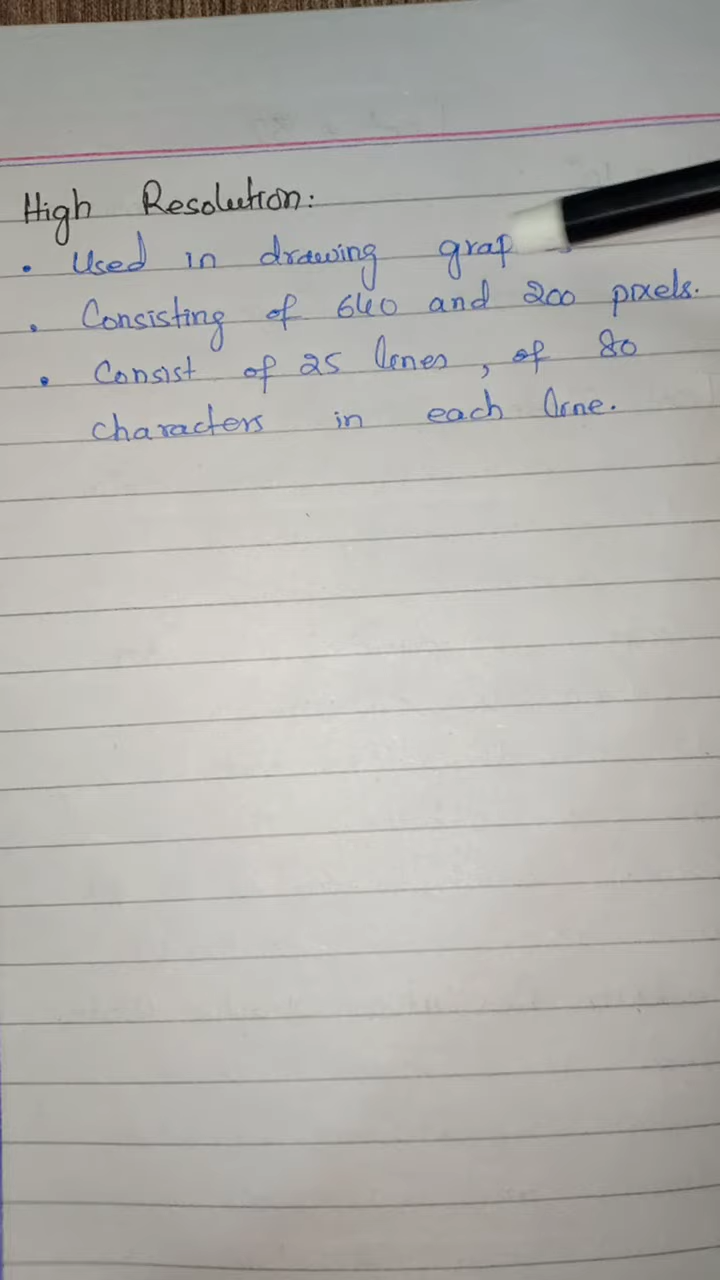 High Resolution:
• Used in drawing
• Consisting of 640 and 200 pixels.
• Consist of 25 lines, of 80
characters in each line.